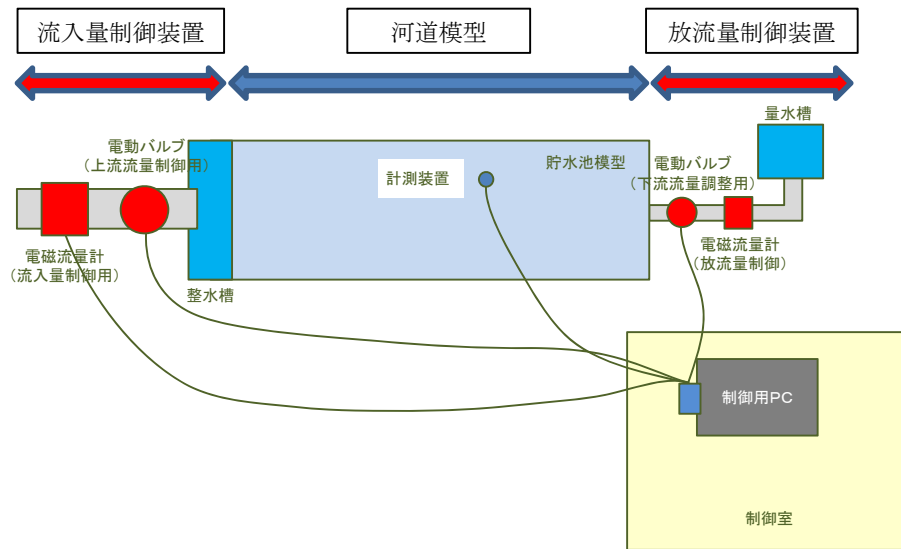 流入量制御装置
河道模型
放流量制御装置
量水槽
電動バルブ
（上流流量制御用）
計測装置
貯水池模型
電動バルブ
（下流流量調整用）
電磁流量計
（流入量制御用）
電磁流量計
（放流量制御）
整水槽
制御用PC
制御室